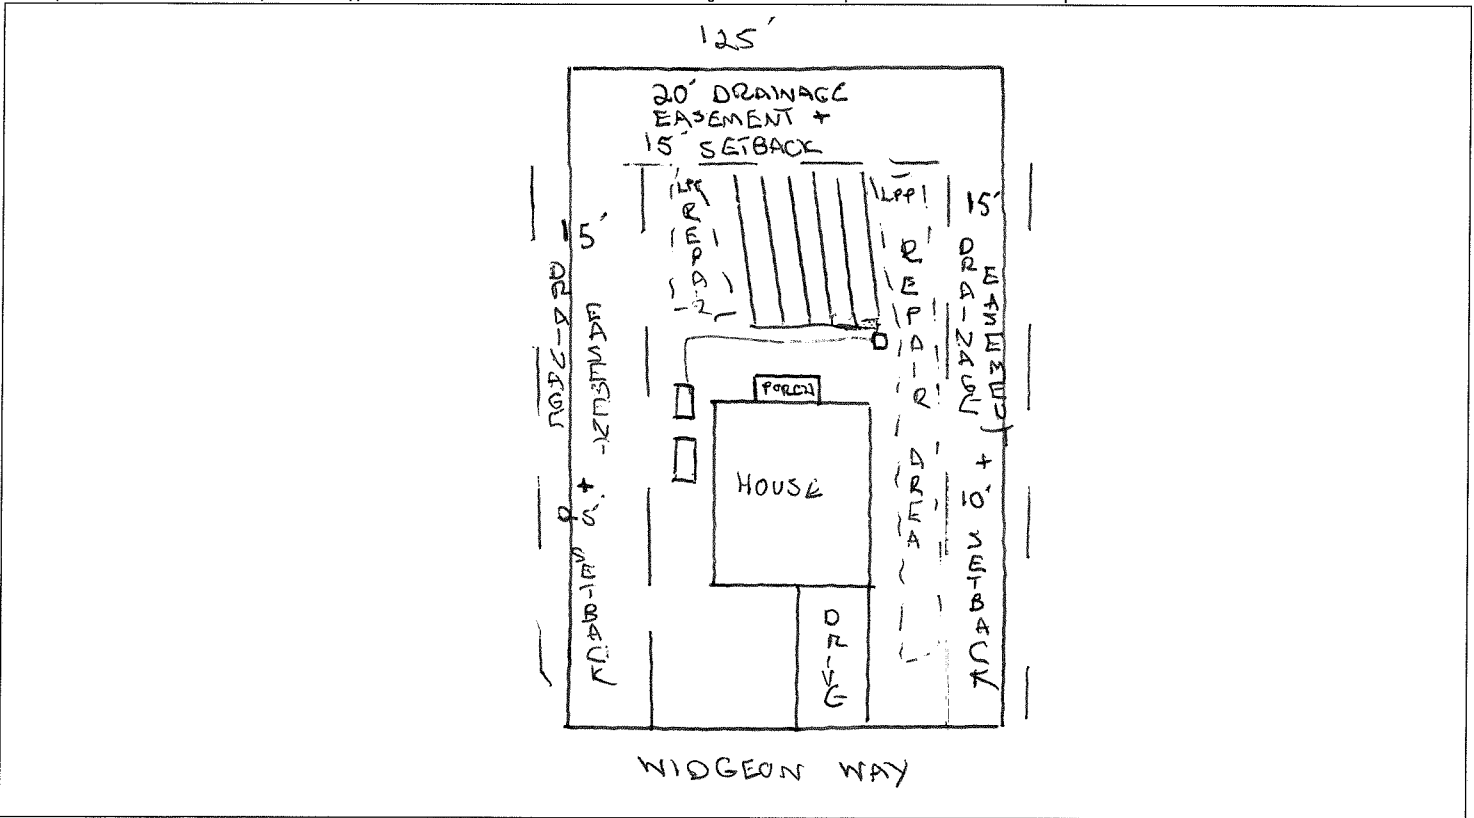 125'
20' DRAINAGE
EASEMENT +
15' SETBACK
LPP
REPAIR
LPP
REPAIR AREA
15'
DRAINAGE
EASEMENT + 10' SETBACK
15'
DRAINAGE
EASEMENT + SETBACK
PORCH
HOUSE
DRIVE
WIDGEON WAY